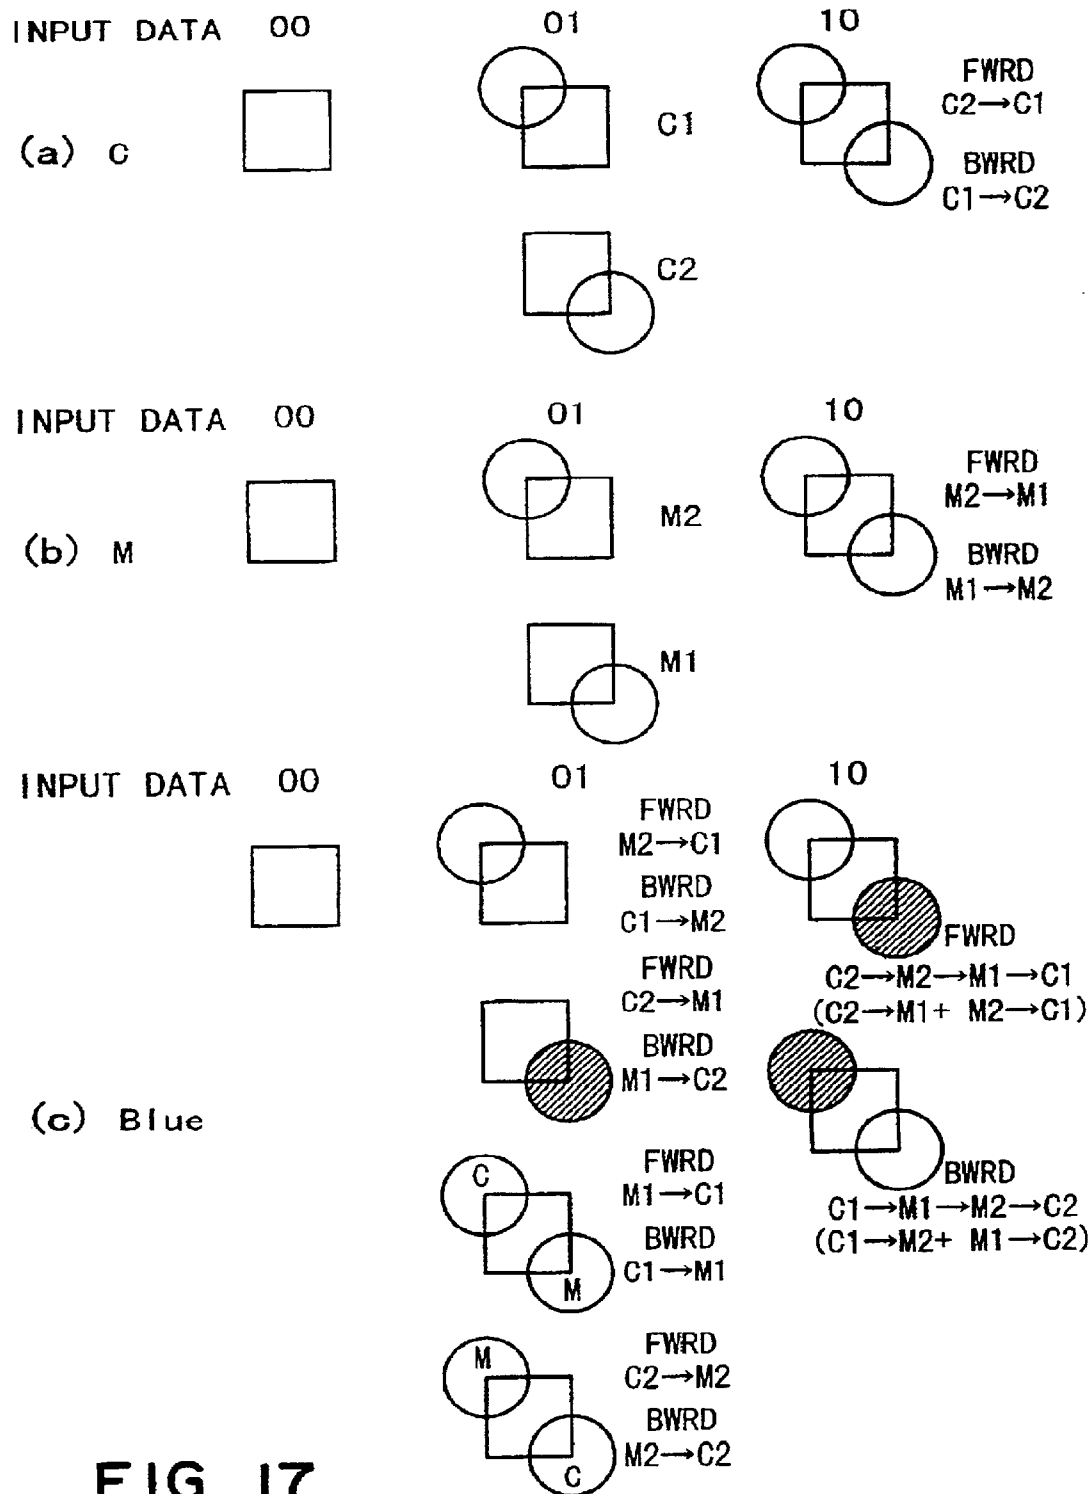 INPUT DATA 00 01 10
(a) C
C1
FWRD
C2→C1
BWRD
C1→C2
C2
INPUT DATA 00 01 10
(b) M
M2
FWRD
M2→M1
BWRD
M1→M2
M1
INPUT DATA 00 01 10
(c) Blue
FWRD
M2→C1
BWRD
C1→M2
FWRD
C2→M1
BWRD
M1→C2
C
M
FWRD
M1→C1
BWRD
C1→M1
M
C
FWRD
C2→M2
BWRD
M2→C2
FWRD
C2→M2→M1→C1
(C2→M1+ M2→C1)
BWRD
C1→M1→M2→C2
(C1→M2+ M1→C2)
FIG. 17